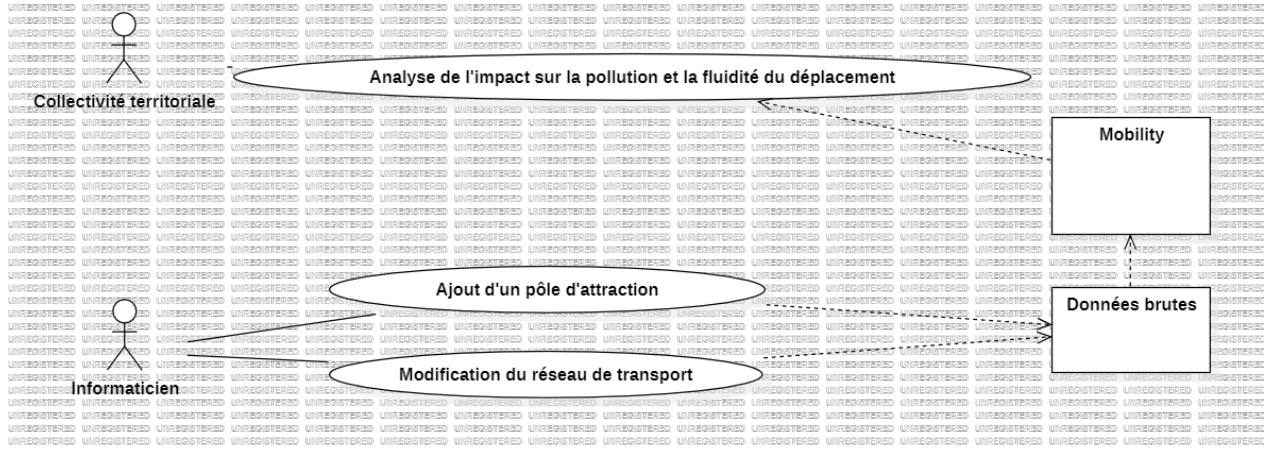 Collectivité territoriale
Analyse de l'impact sur la pollution et la fluidité du déplacement
Mobility
Ajout d'un pôle d'attraction
Données brutes
Informaticien
Modification du réseau de transport
UNREGISTERED